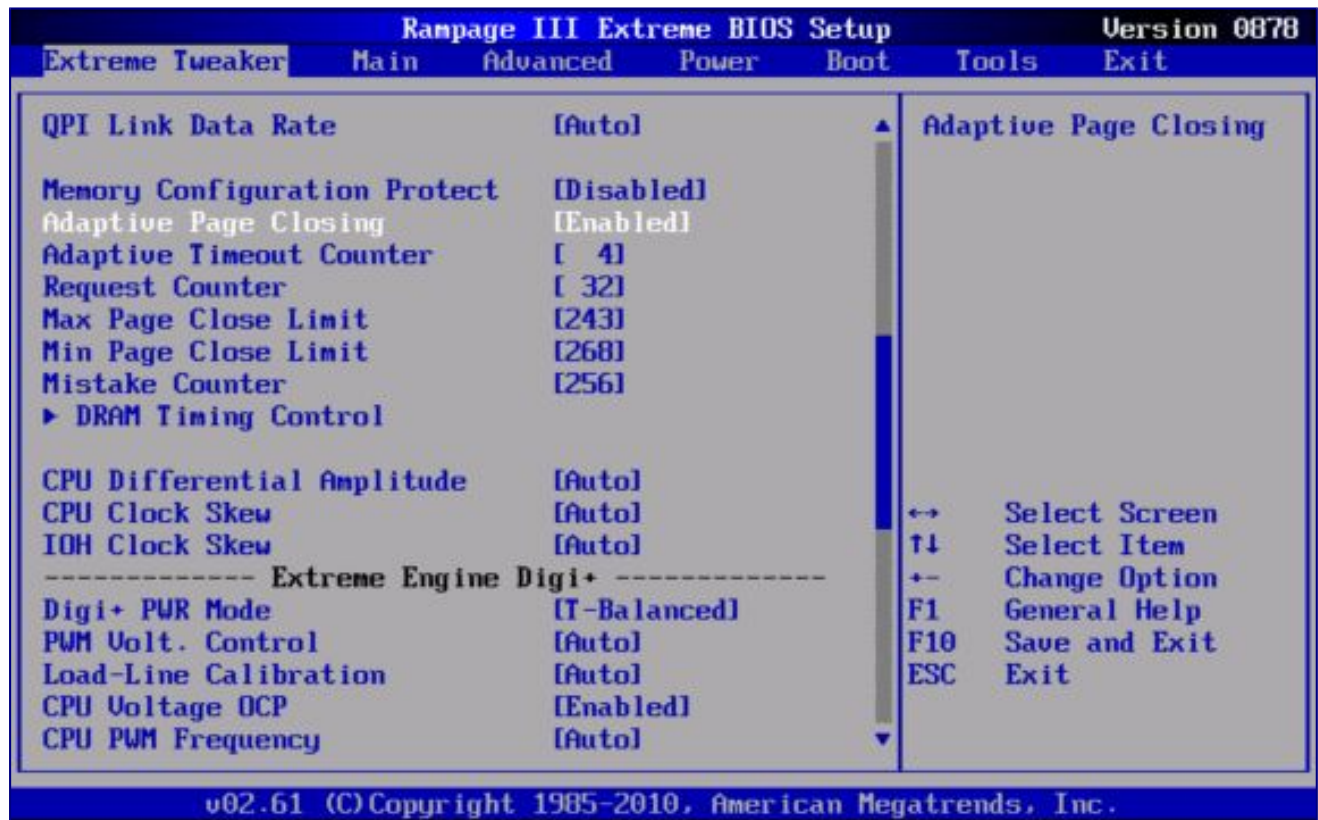 Rampage III Extreme BIOS Setup Version 0878
Extreme Tweaker Main Advanced Power Boot Tools Exit
QPI Link Data Rate [Auto]
Memory Configuration Protect [Disabled]
Adaptive Page Closing [Enabled]
Adaptive Timeout Counter [ 4]
Request Counter [ 32]
Max Page Close Limit [243]
Min Page Close Limit [268]
Mistake Counter [256]
▶ DRAM Timing Control
CPU Differential Amplitude [Auto]
CPU Clock Skew [Auto]
IOH Clock Skew [Auto]
------------- Extreme Engine Digi+ -------------
Digi+ PWR Mode [T-Balanced]
PWM Volt. Control [Auto]
Load-Line Calibration [Auto]
CPU Voltage OCP [Enabled]
CPU PWM Frequency [Auto]
Adaptive Page Closing
←→ Select Screen
↑↓ Select Item
+- Change Option
F1 General Help
F10 Save and Exit
ESC Exit
v02.61 (C)Copyright 1985-2010, American Megatrends, Inc.